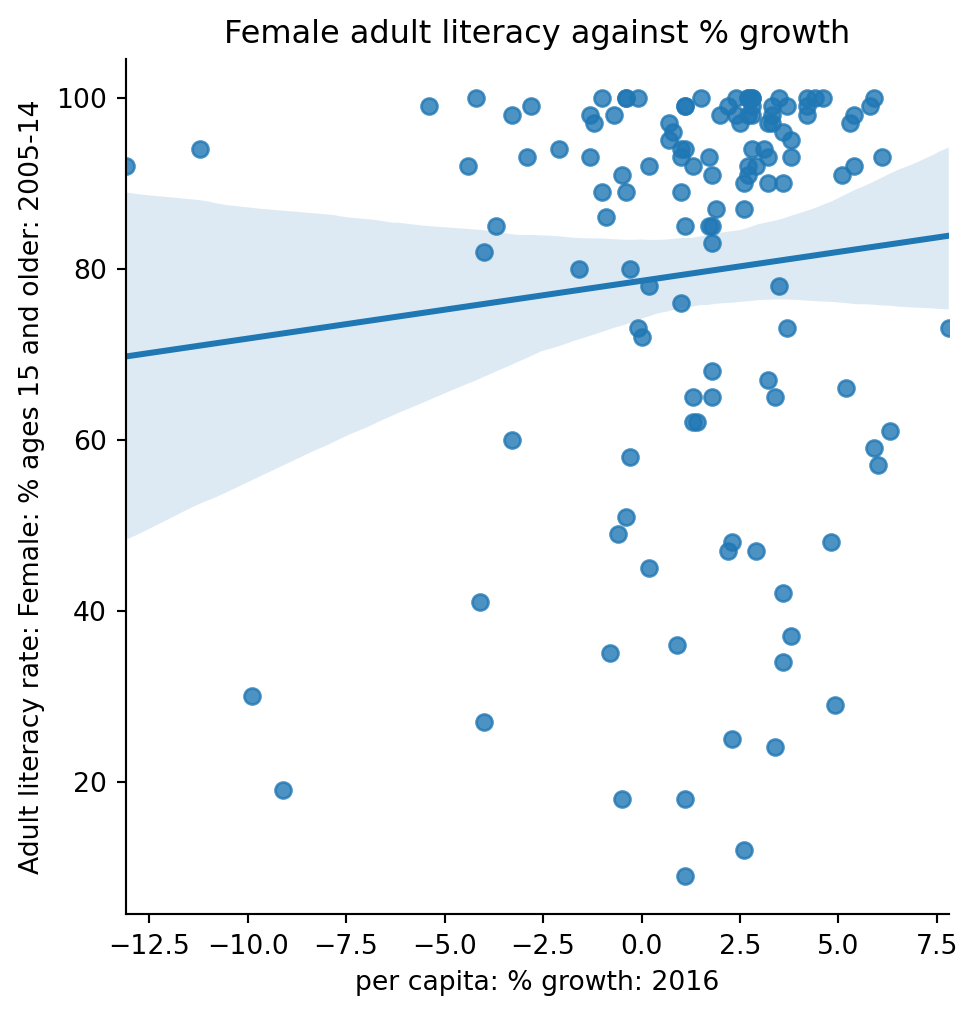 Female adult literacy against % growth
Adult literacy rate: Female: % ages 15 and older: 2005-14
100
80
60
40
20
−12.5 −10.0 −7.5 −5.0 −2.5 0.0 2.5 5.0 7.5
per capita: % growth: 2016